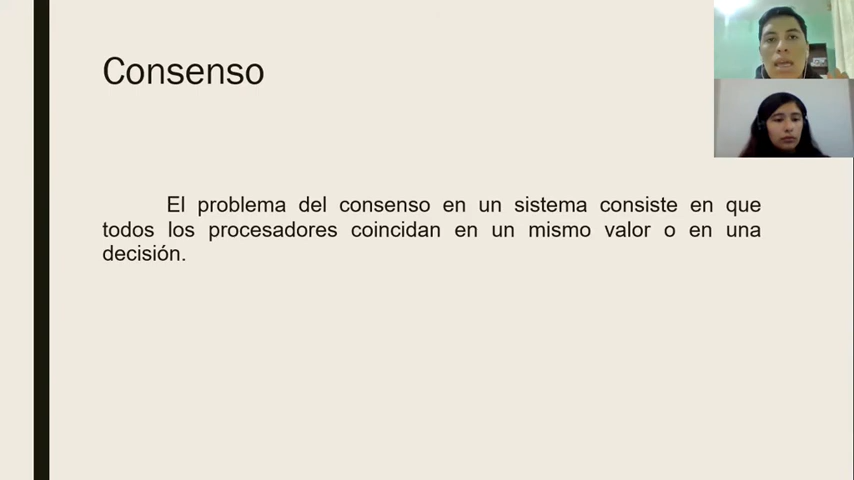 Consenso
El problema del consenso en un sistema consiste en que
todos los procesadores coincidan en un mismo valor o en una
decisión.